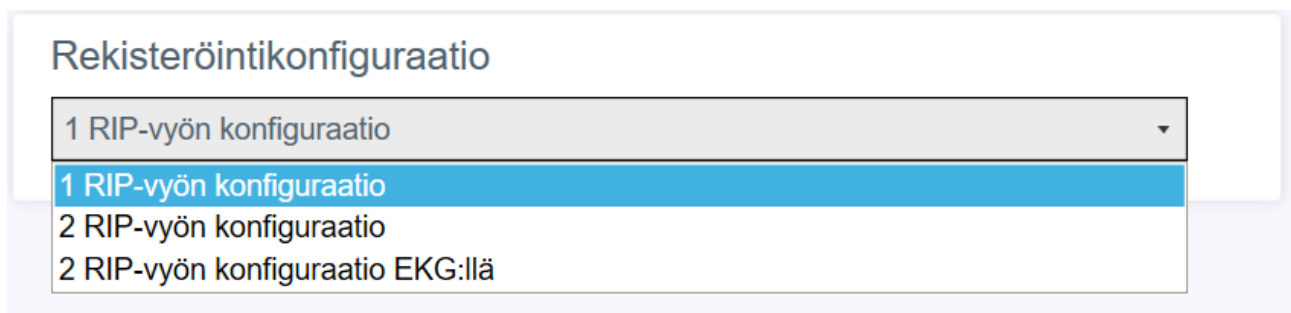 Rekisteröintikonfiguraatio
1 RIP-vyön konfiguraatio
1 RIP-vyön konfiguraatio
2 RIP-vyön konfiguraatio
2 RIP-vyön konfiguraatio EKG:llä